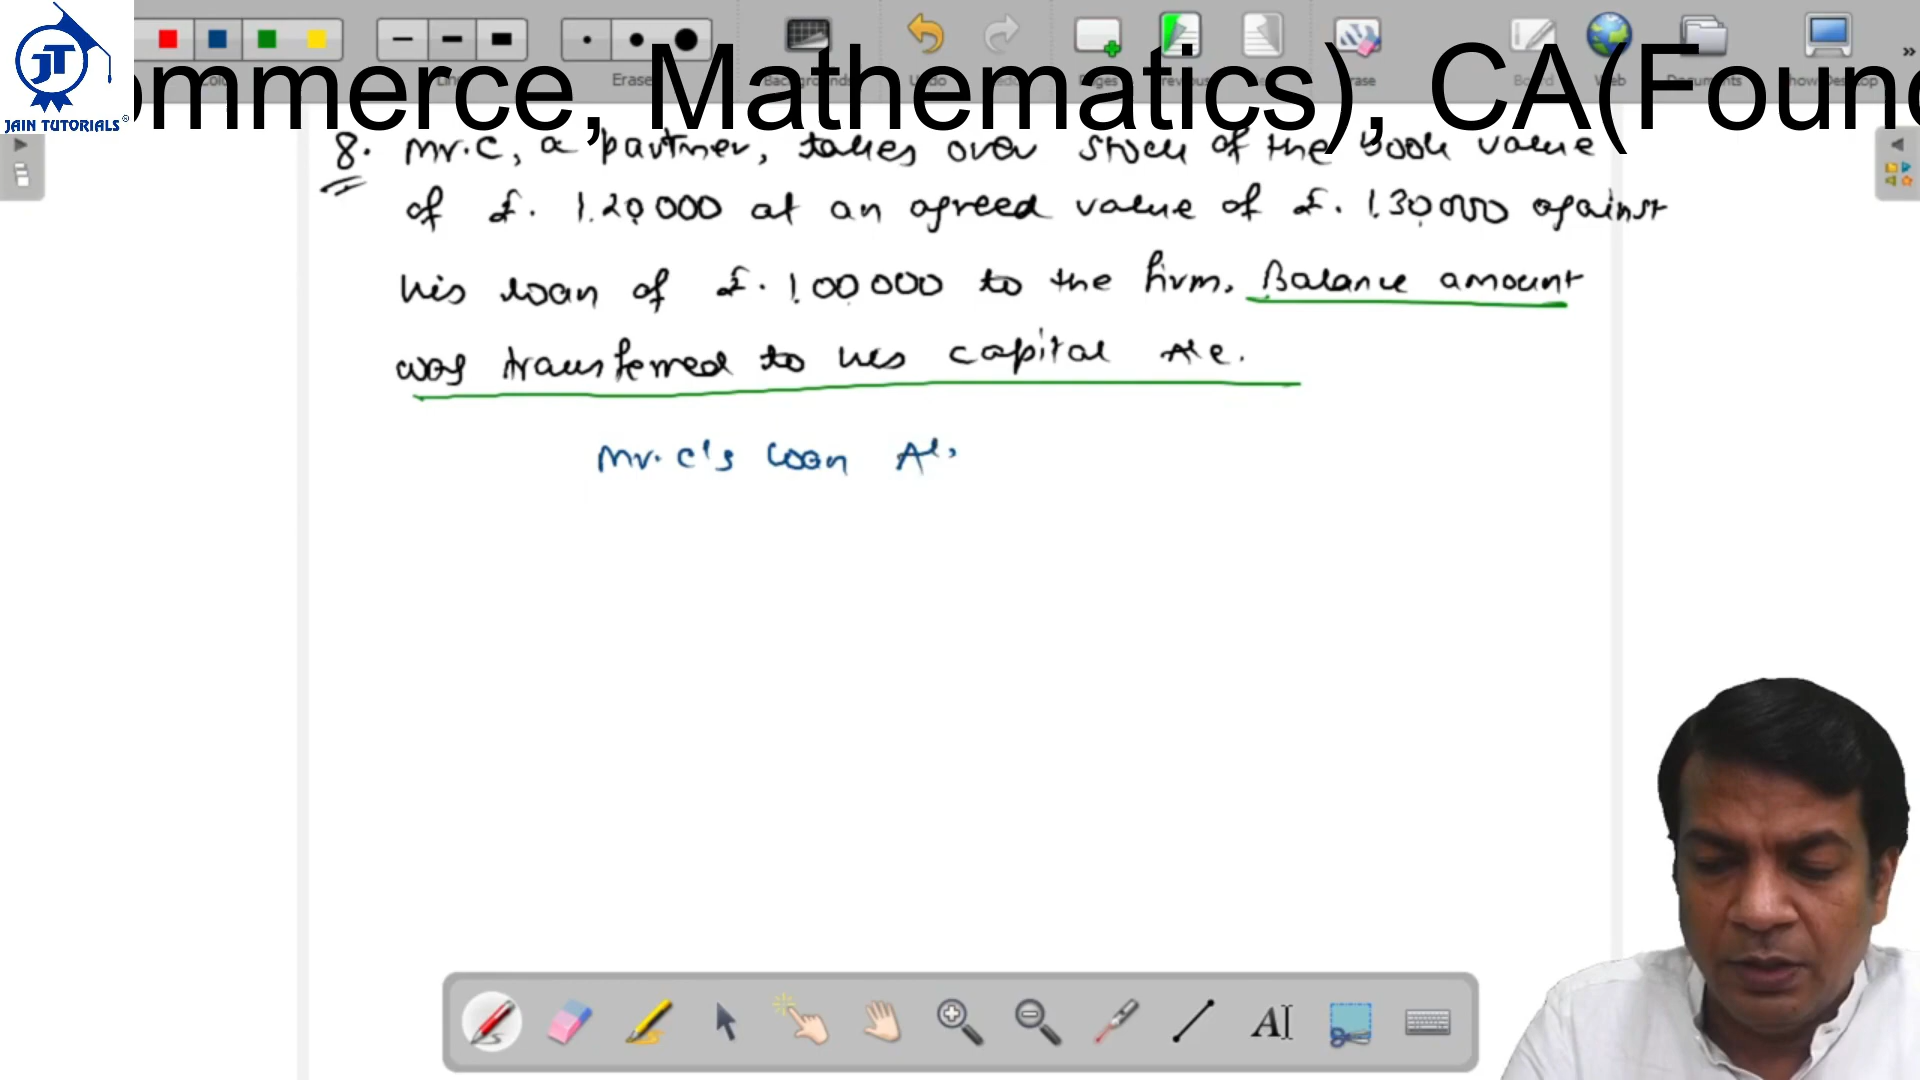 JT
JAIN TUTORIALS
ommerce, Mathematics), CA(Found
8. Mr. C, a partner, takes over stock of the Book value
of £. 1,20,000 at an agreed value of £. 1,30,000 against
his loan of £. 1,00,000 to the firm. Balance amount
was transferred to his capital A/c.
Mr. C's Loan A/c